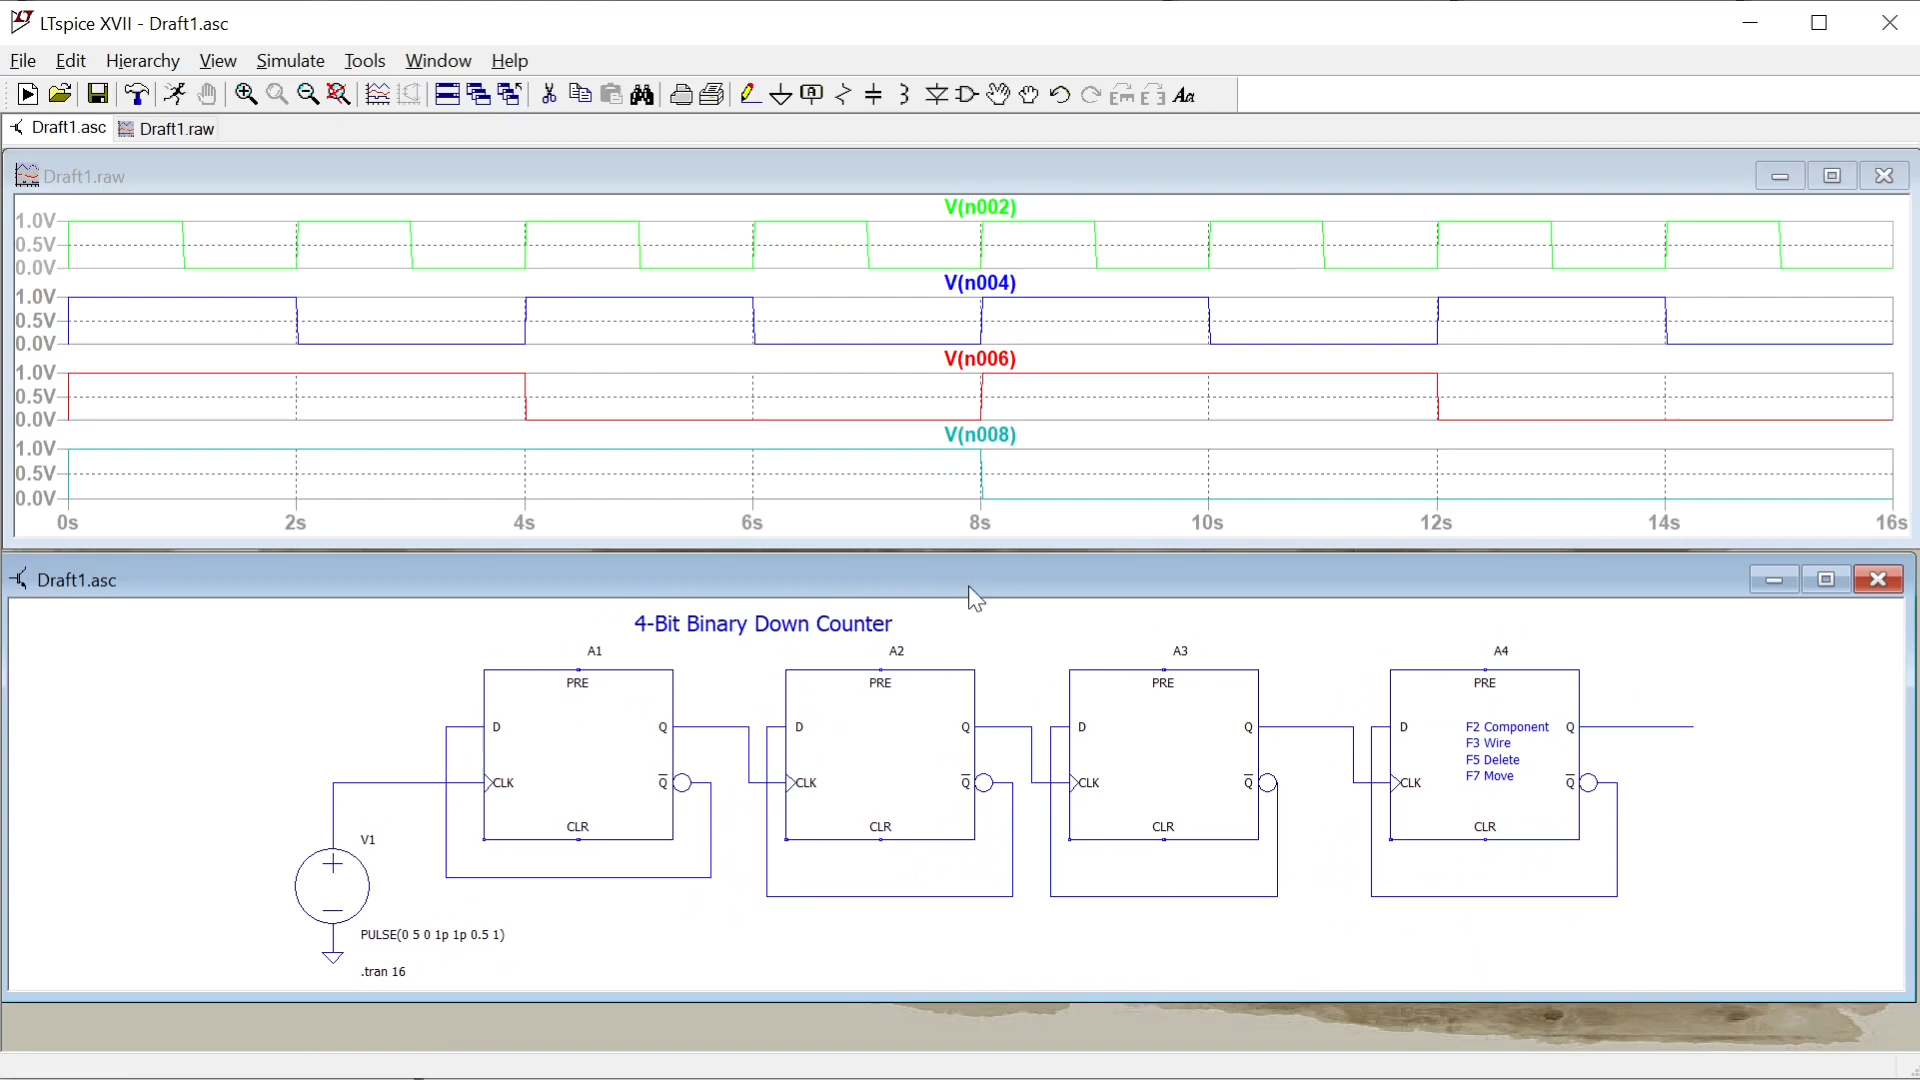 LTspice XVII - Draft1.asc
File Edit Hierarchy View Simulate Tools Window Help
Draft1.asc Draft1.raw
Draft1.raw
V(n002)
1.0V
0.5V
0.0V
V(n004)
1.0V
0.5V
0.0V
V(n006)
1.0V
0.5V
0.0V
V(n008)
1.0V
0.5V
0.0V
0s 2s 4s 6s 8s 10s 12s 14s 16s
Draft1.asc
4-Bit Binary Down Counter
A1 A2 A3 A4
PRE PRE PRE PRE
D Q D Q D Q D F2 Component Q
F3 Wire
F5 Delete
F7 Move
CLK Q CLK Q CLK Q CLK Q
CLR CLR CLR CLR
V1
PULSE(0 5 0 1p 1p 0.5 1)
.tran 16